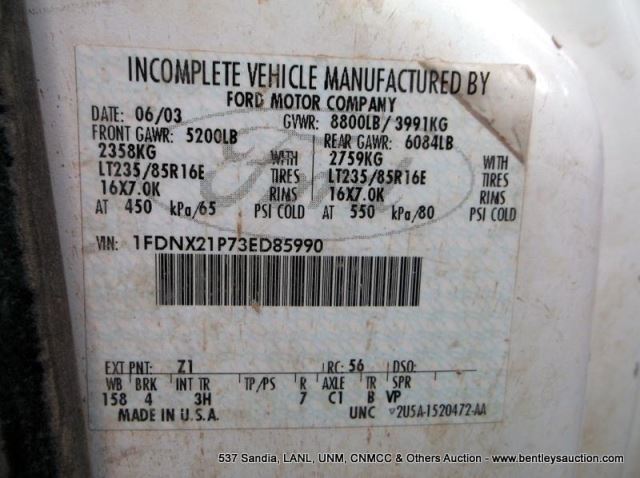 INCOMPLETE VEHICLE MANUFACTURED BY
FORD MOTOR COMPANY
DATE: 06/03 GVWR: 8800LB/ 3991KG
FRONT GAWR: 5200LB REAR GAWR: 6084LB
2358KG WITH 2759KG WITH
LT235/85R16E TIRES LT235/85R16E TIRES
16X7.0K RIMS 16X7.0K RIMS
AT 450 kPa/65 PSI COLD AT 550 kPa/80 PSI COLD
VIN: 1FDNX21P73ED85990
Ford
EXT PNT: Z1 RC: 56 DSO:
WB BRK INT TR TP/PS R AXLE TR SPR
158 4 3H 7 C1 B VP
MADE IN U.S.A. UNC 2U5A-1520472-AA
537 Sandia, LANL, UNM, CNMCC & Others Auction - www.bentleysauction.com